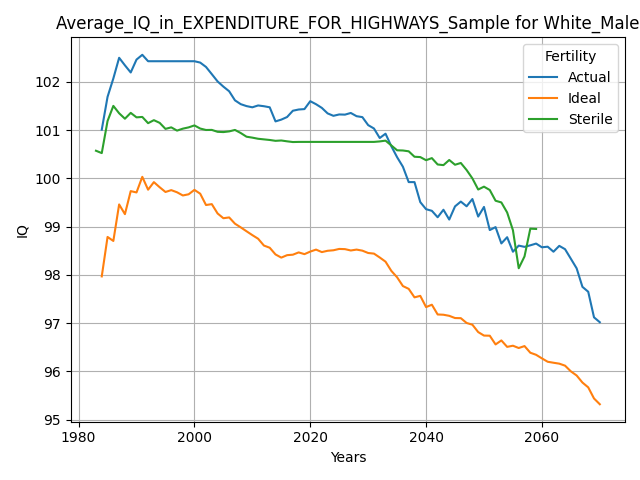 Average_IQ_in_EXPENDITURE_FOR_HIGHWAYS_Sample for White_Male
Fertility
Actual
Ideal
Sterile
102
101
100
99
98
97
96
95
IQ
1980
2000
2020
2040
2060
Years